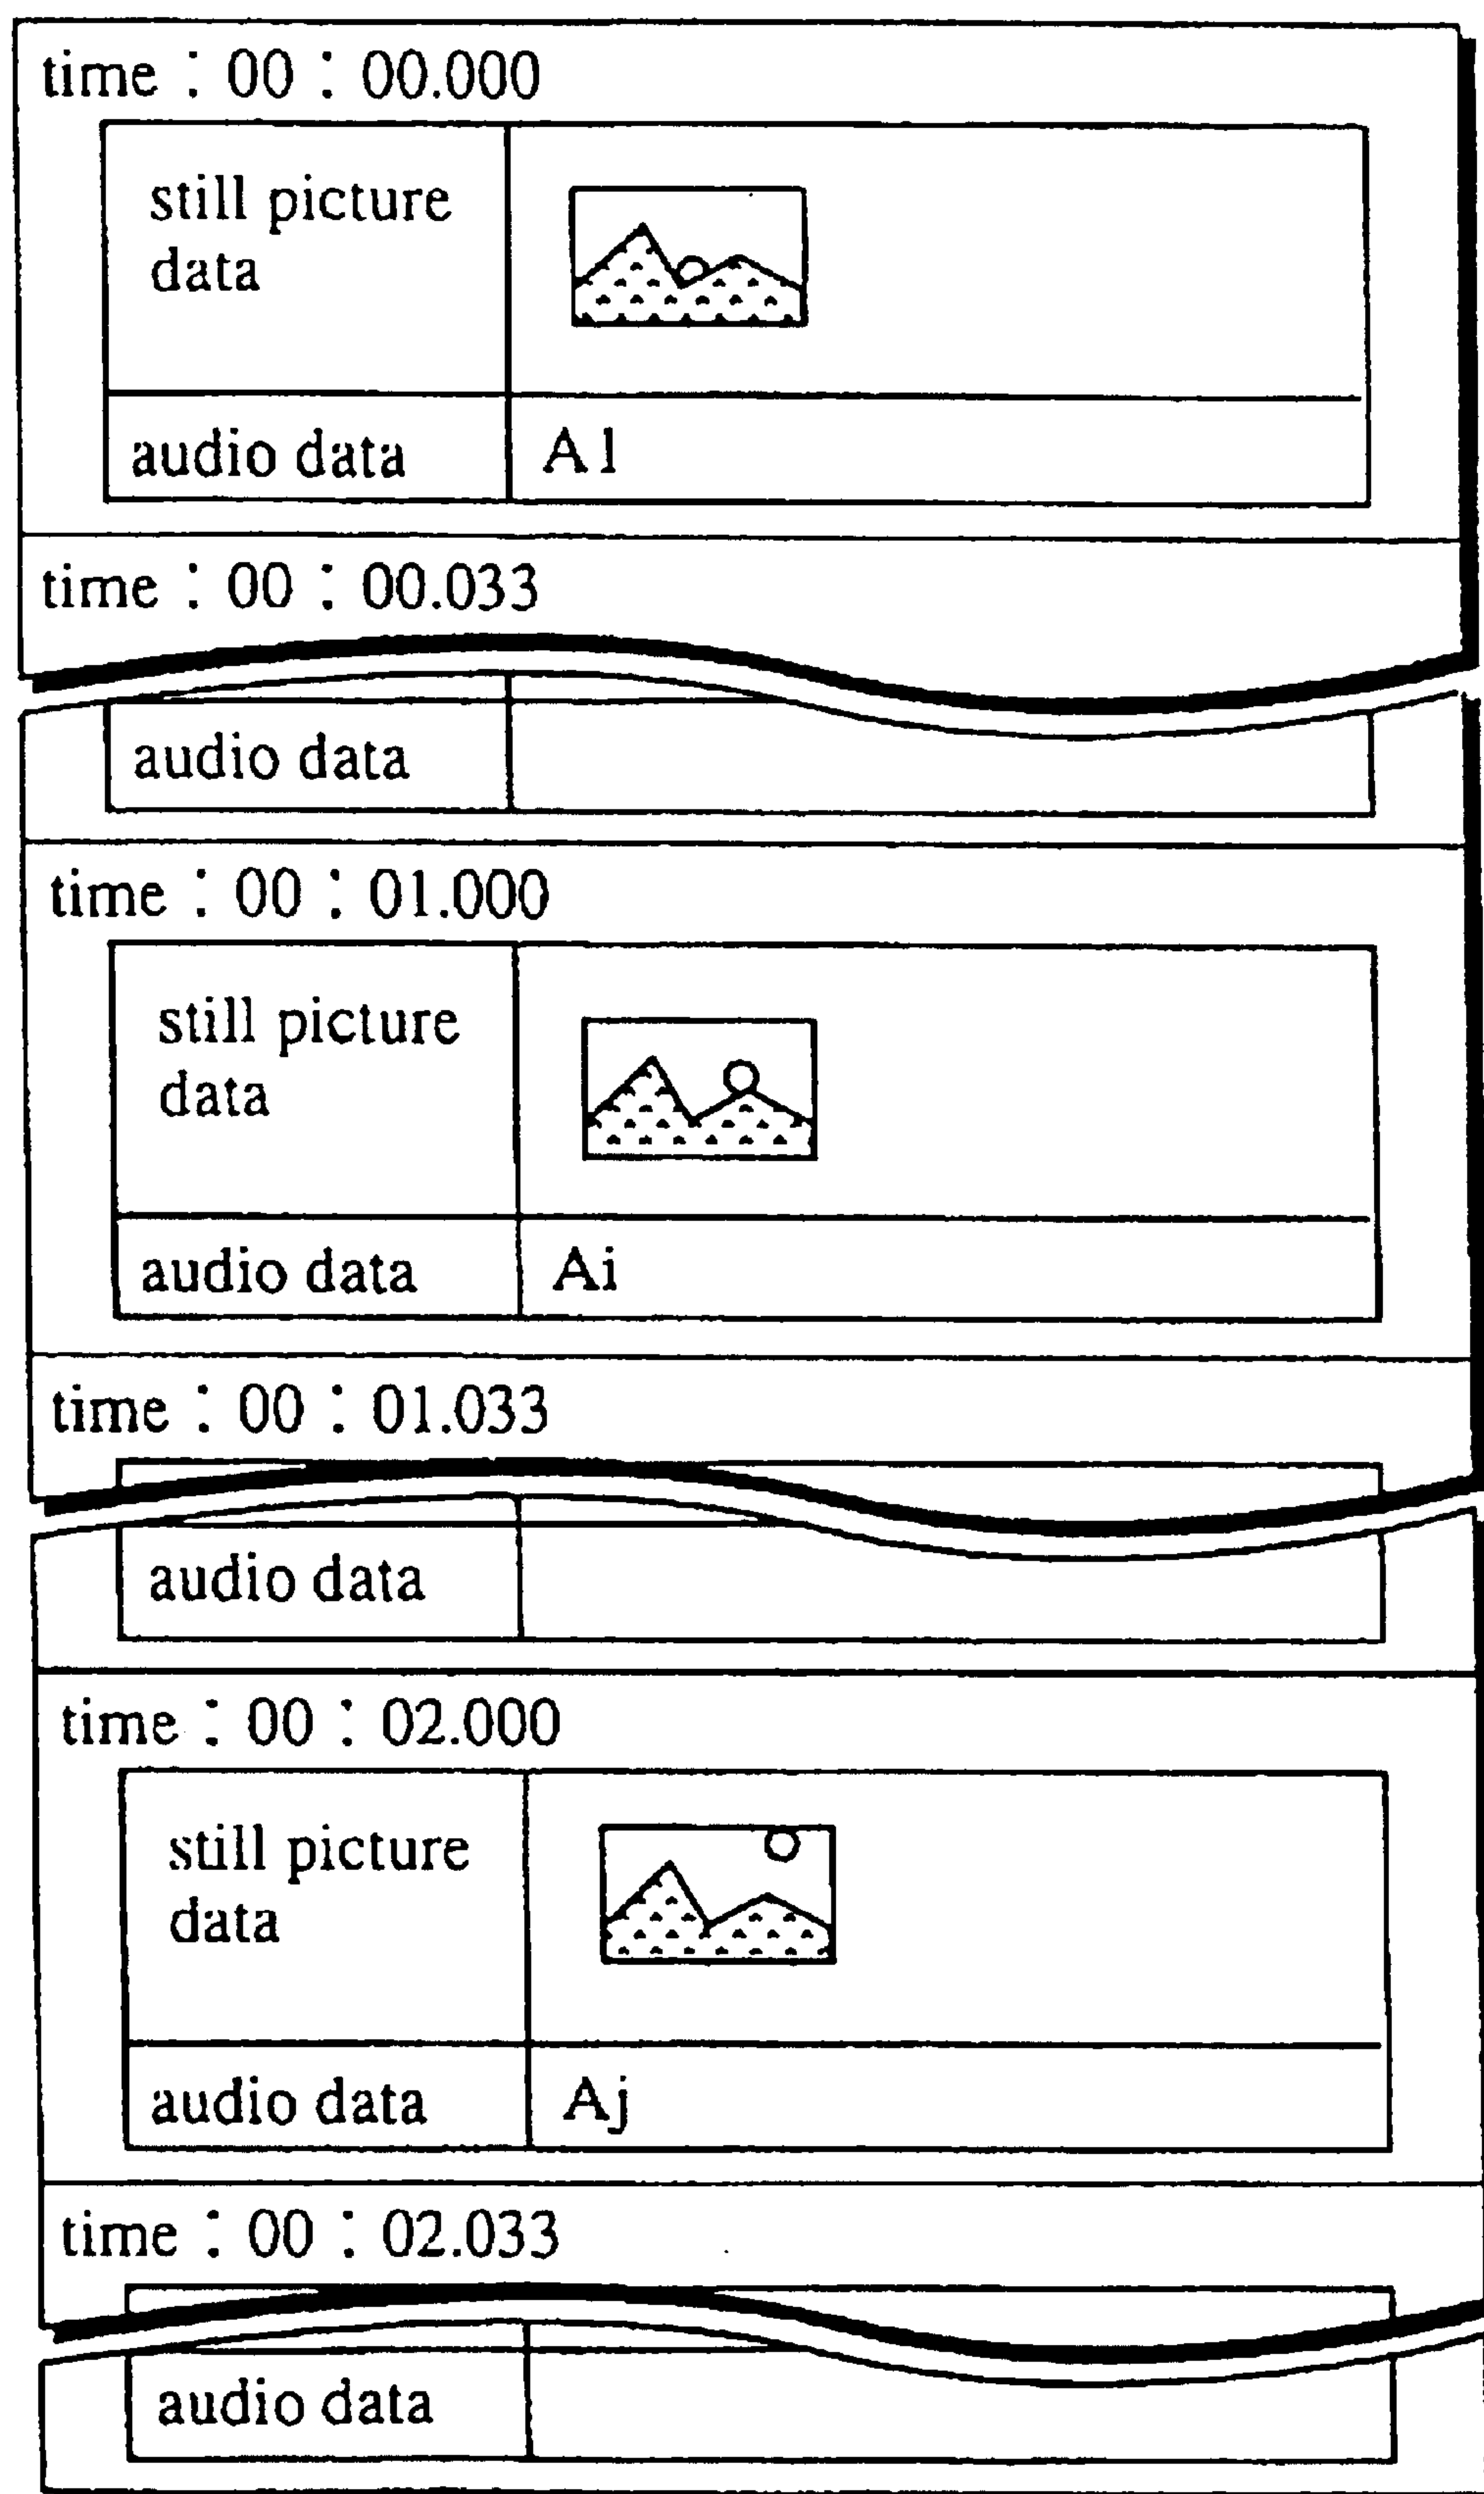 time : 00 : 00.000
still picture
data
audio data A1
time : 00 : 00.033
audio data
time : 00 : 01.000
still picture
data
audio data Ai
time : 00 : 01.033
audio data
time : 00 : 02.000
still picture
data
audio data Aj
time : 00 : 02.033
audio data